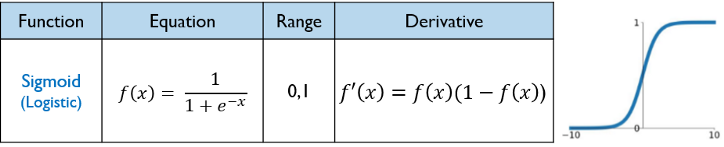 Function Equation Range Derivative
Sigmoid
(Logistic)
f(x) = 1 / 1 + e^{-x}
0,1
f′(x) = f(x)(1 − f(x))
1
0
−10 10